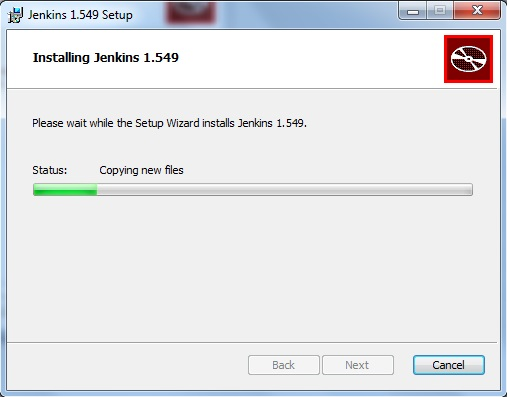 Jenkins 1.549 Setup
Installing Jenkins 1.549
Please wait while the Setup Wizard installs Jenkins 1.549.
Status: Copying new files
Back Next Cancel